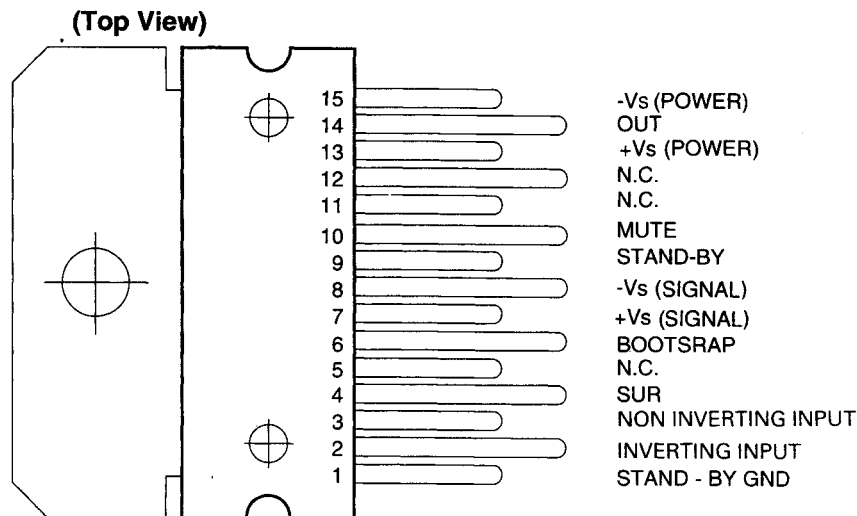 (Top View)
15 -Vs (POWER)
14 OUT
13 +Vs (POWER)
12 N.C.
11 N.C.
10 MUTE
9 STAND-BY
8 -Vs (SIGNAL)
7 +Vs (SIGNAL)
6 BOOTSRAP
5 N.C.
4 SUR
3 NON INVERTING INPUT
2 INVERTING INPUT
1 STAND - BY GND